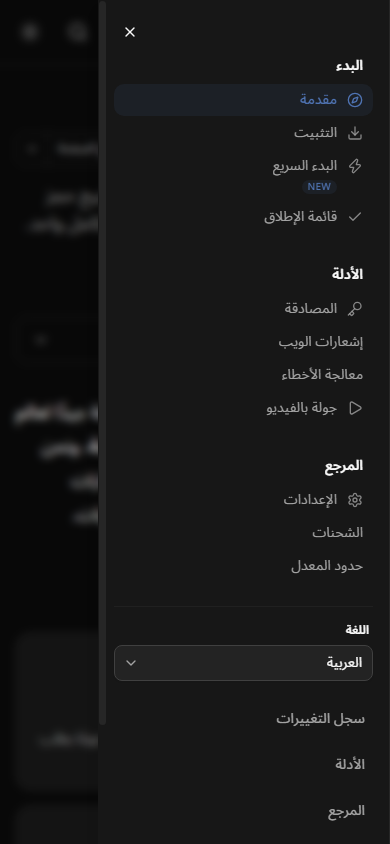 البدء
مقدمة
التثبيت
البدء السريع
NEW
قائمة الإطلاق
الأدلة
المصادقة
إشعارات الويب
معالجة الأخطاء
جولة بالفيديو
المرجع
الإعدادات
الشحنات
حدود المعدل
اللغة
العربية
سجل التغييرات
الأدلة
المرجع